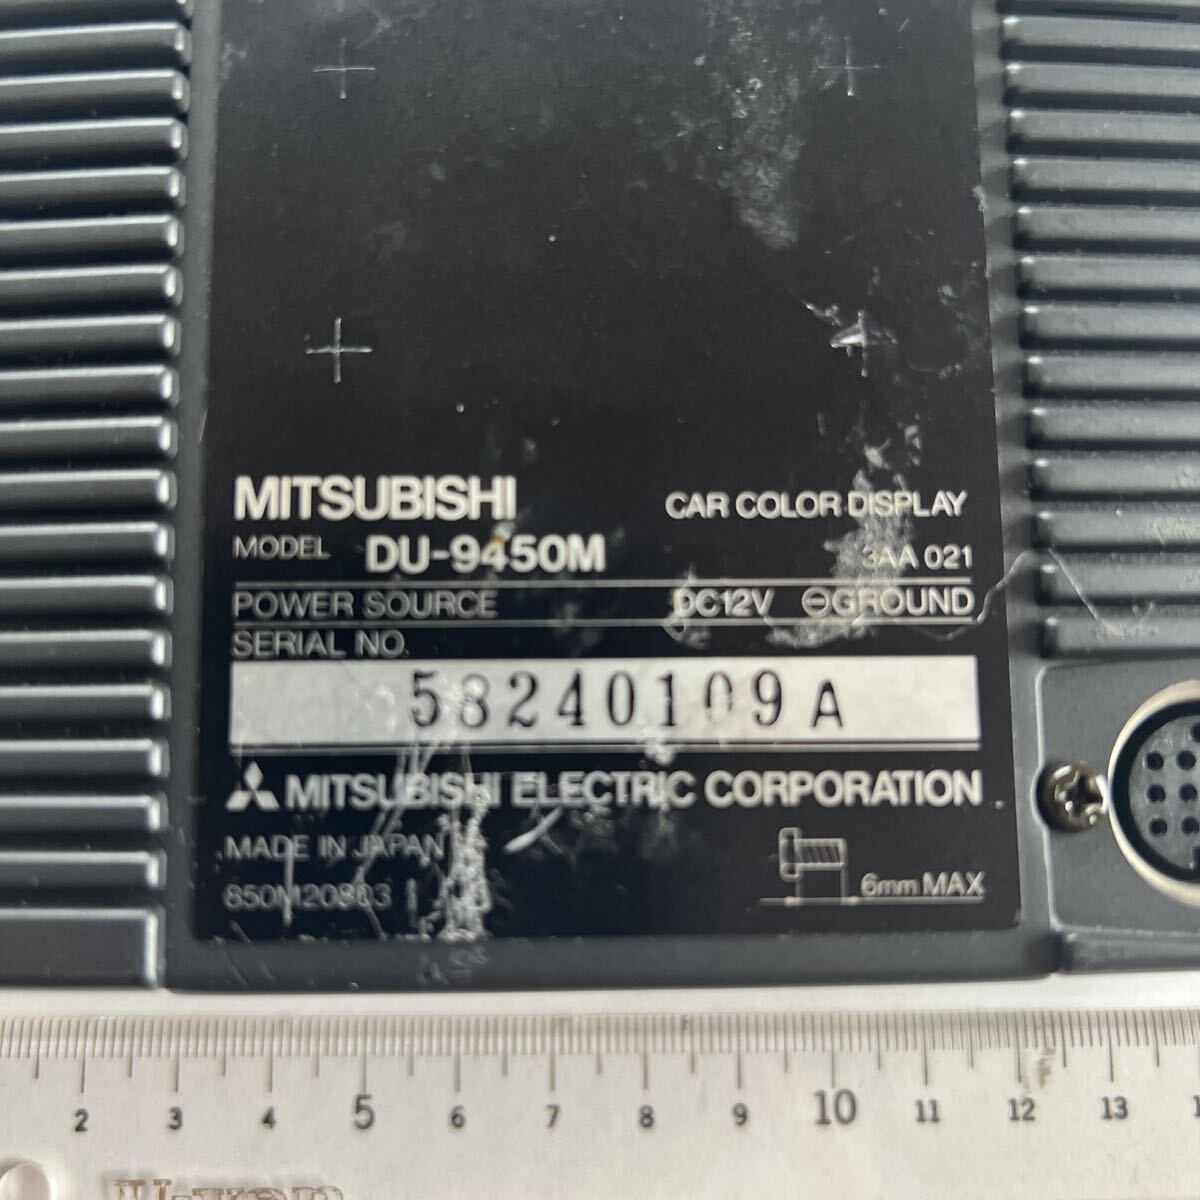 MITSUBISHI CAR COLOR DISPLAY
MODEL DU-9450M 3AA 021
POWER SOURCE DC12V ⊖GROUND
SERIAL NO.
58240109A
MITSUBISHI ELECTRIC CORPORATION
MADE IN JAPAN
6mm MAX
2 3 4 5 6 7 8 9 10 11 12 13